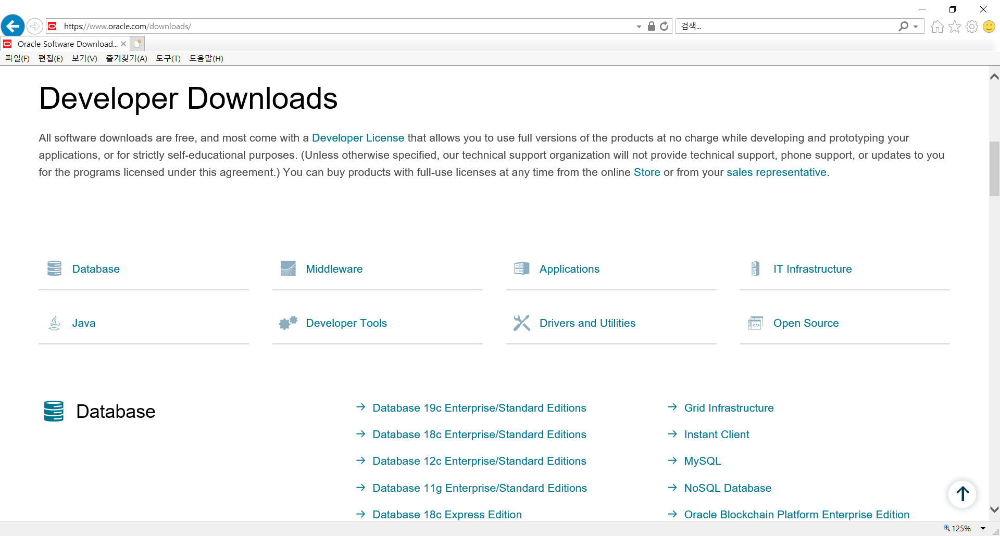 https://www.oracle.com/downloads/
검색...
Oracle Software Download...
파일(F) 편집(E) 보기(V) 즐겨찾기(A) 도구(T) 도움말(H)
Developer Downloads
All software downloads are free, and most come with a Developer License that allows you to use full versions of the products at no charge while developing and prototyping your
applications, or for strictly self-educational purposes. (Unless otherwise specified, our technical support organization will not provide technical support, phone support, or updates to you
for the programs licensed under this agreement.) You can buy products with full-use licenses at any time from the online Store or from your sales representative.
Database
Middleware
Applications
IT Infrastructure
Java
Developer Tools
Drivers and Utilities
Open Source
Database
Database 19c Enterprise/Standard Editions
Database 18c Enterprise/Standard Editions
Database 12c Enterprise/Standard Editions
Database 11g Enterprise/Standard Editions
Database 18c Express Edition
Grid Infrastructure
Instant Client
MySQL
NoSQL Database
Oracle Blockchain Platform Enterprise Edition
125%